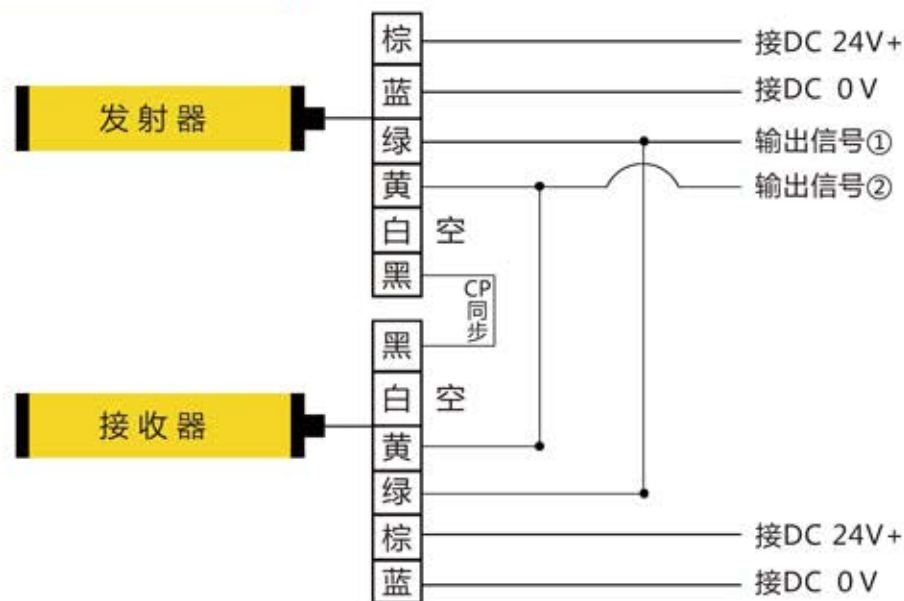 棕 接DC 24V+
蓝 接DC 0V
发射器
绿 输出信号①
黄 输出信号②
白 空
黑
CP同步
黑
白 空
接收器
黄
绿
棕 接DC 24V+
蓝 接DC 0V